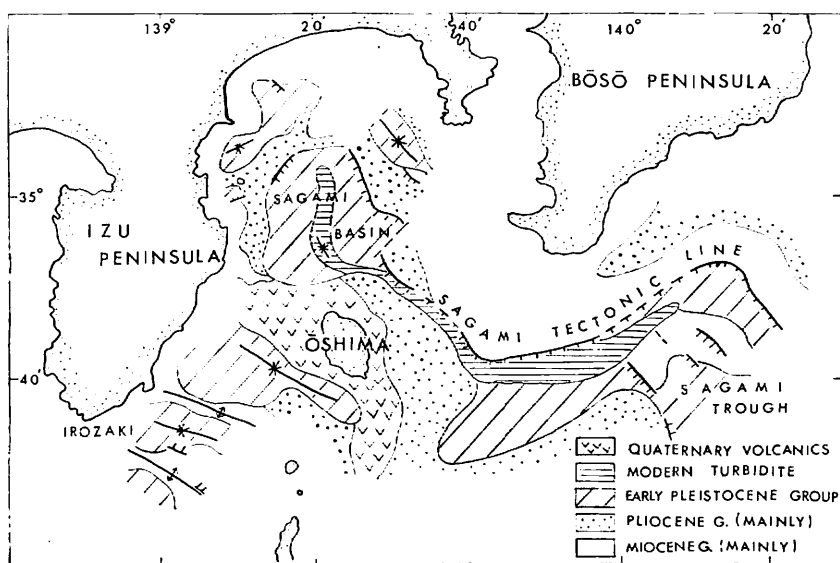 139° 20' 40' 140° 20'
BŌSŌ PENINSULA
35°
SAGAMI
BASIN
IZU
PENINSULA
SAGAMI TECTONIC LINE
ŌSHIMA
40'
SAGAMI
TROUGH
IROZAKI
QUATERNARY VOLCANICS
MODERN TURBIDITE
EARLY PLEISTOCENE GROUP
PLIOCENE G. (MAINLY)
MIOCENE G. (MAINLY)